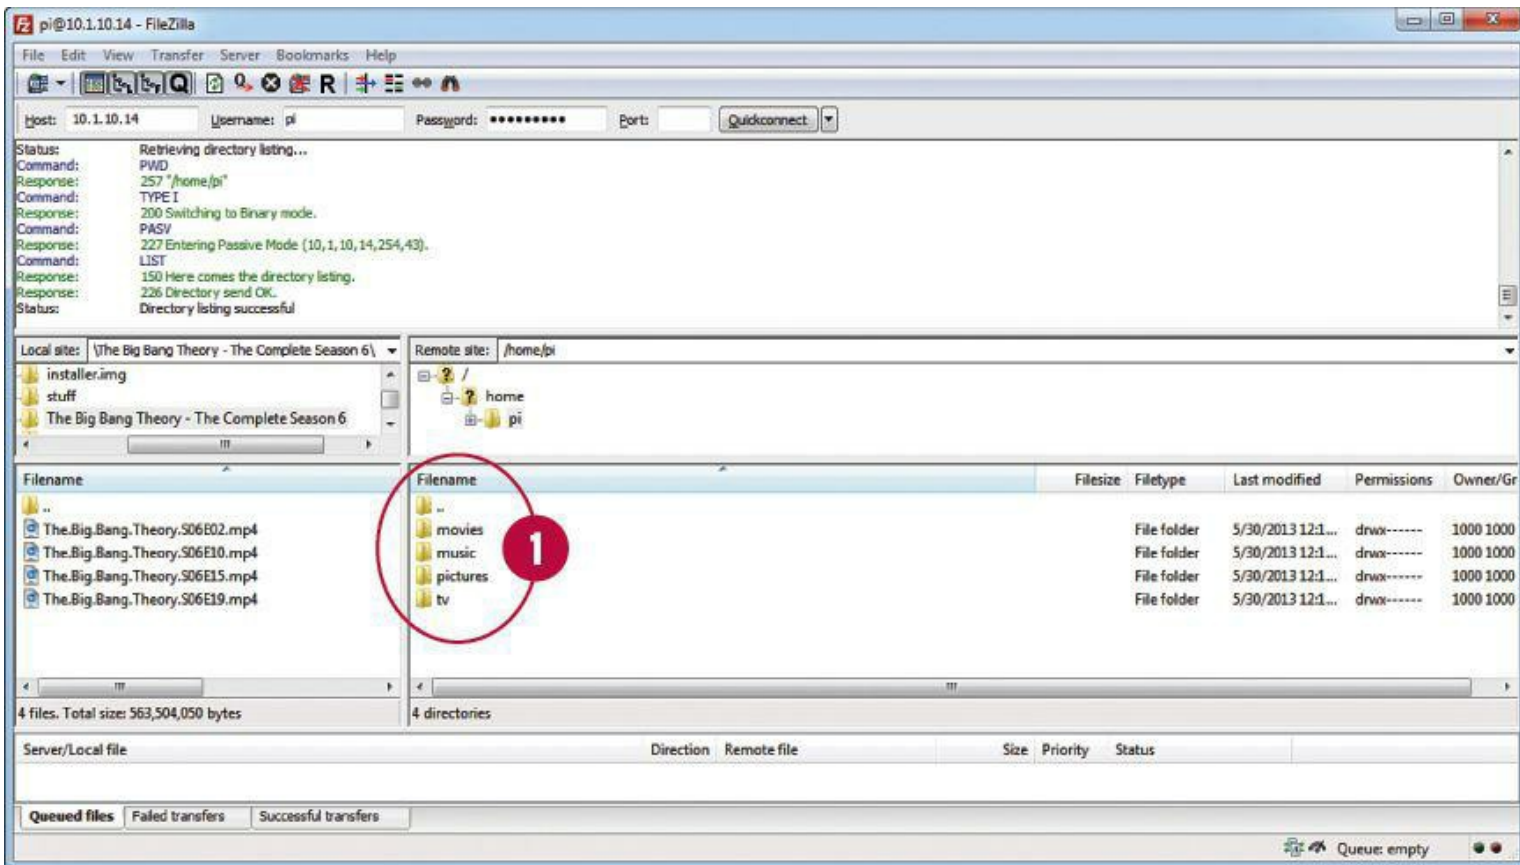 pi@10.1.10.14 - FileZilla
File Edit View Transfer Server Bookmarks Help
Host: 10.1.10.14 Username: pi Password: ●●●●●●●●● Port: Quickconnect
Status: Retrieving directory listing...
Command: PWD
Response: 257 "/home/pi"
Command: TYPE I
Response: 200 Switching to Binary mode.
Command: PASV
Response: 227 Entering Passive Mode (10,1,10,14,254,43).
Command: LIST
Response: 150 Here comes the directory listing.
Response: 226 Directory send OK.
Status: Directory listing successful
Local site: \The Big Bang Theory - The Complete Season 6\
installer.img
stuff
The Big Bang Theory - The Complete Season 6
Remote site: /home/pi
/
home
pi
Filename
..
The.Big.Bang.Theory.S06E02.mp4
The.Big.Bang.Theory.S06E10.mp4
The.Big.Bang.Theory.S06E15.mp4
The.Big.Bang.Theory.S06E19.mp4
4 files. Total size: 563,504,050 bytes
Filename Filesize Filetype Last modified Permissions Owner/Gr
..
movies File folder 5/30/2013 12:1... drwx------ 1000 1000
music File folder 5/30/2013 12:1... drwx------ 1000 1000
pictures File folder 5/30/2013 12:1... drwx------ 1000 1000
tv File folder 5/30/2013 12:1... drwx------ 1000 1000
1
4 directories
Server/Local file Direction Remote file Size Priority Status
Queued files Failed transfers Successful transfers
Queue: empty